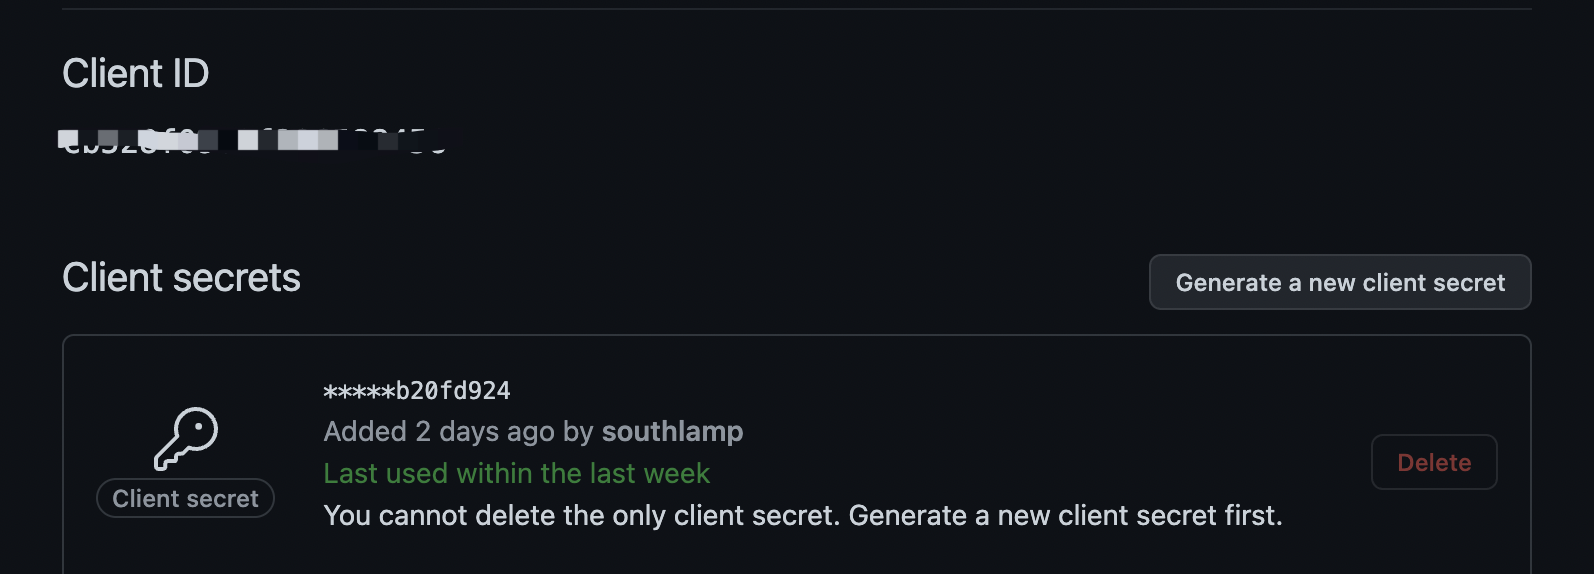 Client ID
Client secrets
Generate a new client secret
*****b20fd924
Added 2 days ago by southlamp
Last used within the last week
You cannot delete the only client secret. Generate a new client secret first.
Client secret
Delete